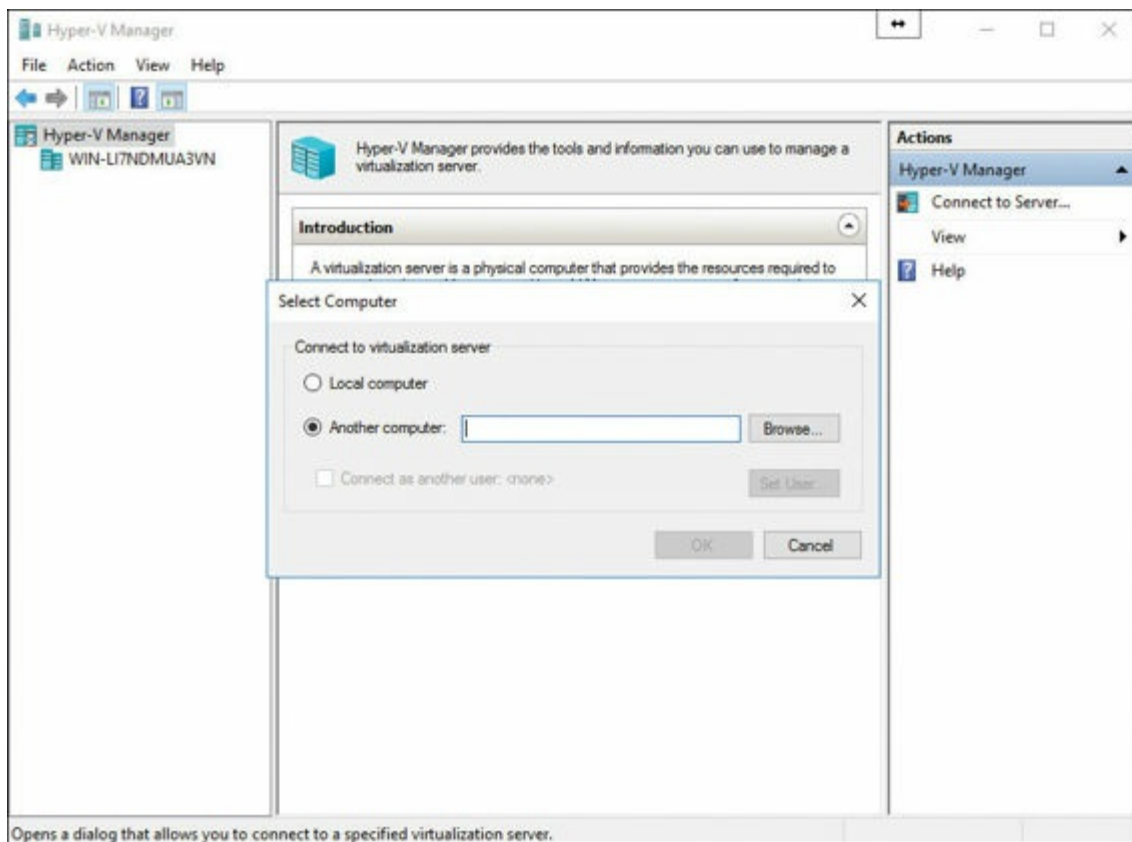 Hyper-V Manager
File Action View Help
Hyper-V Manager
WIN-LI7NDMUA3VN
Hyper-V Manager provides the tools and information you can use to manage a
virtualization server.
Introduction
A virtualization server is a physical computer that provides the resources required to
Select Computer
Connect to virtualization server
Local computer
Another computer:
Browse...
Connect as another user: <none>
Set User...
OK
Cancel
Actions
Hyper-V Manager
Connect to Server...
View
Help
Opens a dialog that allows you to connect to a specified virtualization server.